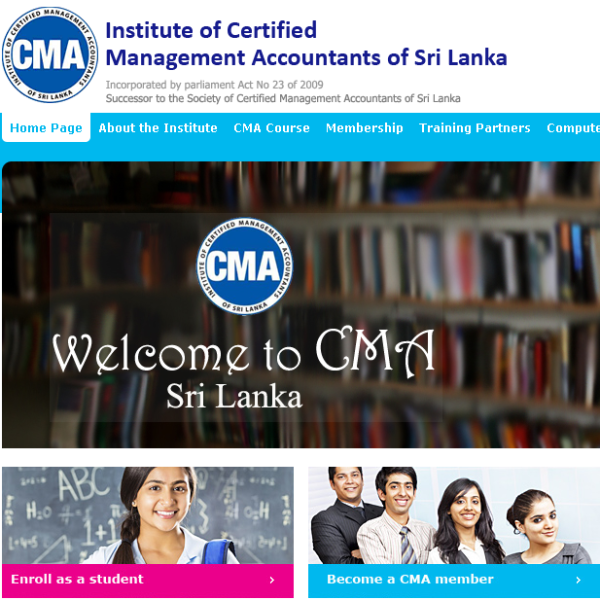 INSTITUTE OF CERTIFIED MANAGEMENT ACCOUNTANTS
CMA
OF SRI LANKA
Institute of Certified
Management Accountants of Sri Lanka
Incorporated by parliament Act No 23 of 2009
Successor to the Society of Certified Management Accountants of Sri Lanka
Home Page About the Institute CMA Course Membership Training Partners Compute
INSTITUTE OF CERTIFIED MANAGEMENT ACCOUNTANTS
CMA
OF SRI LANKA
Welcome to CMA
Sri Lanka
ABC
H2O
1+1
Enroll as a student ›
Become a CMA member ›